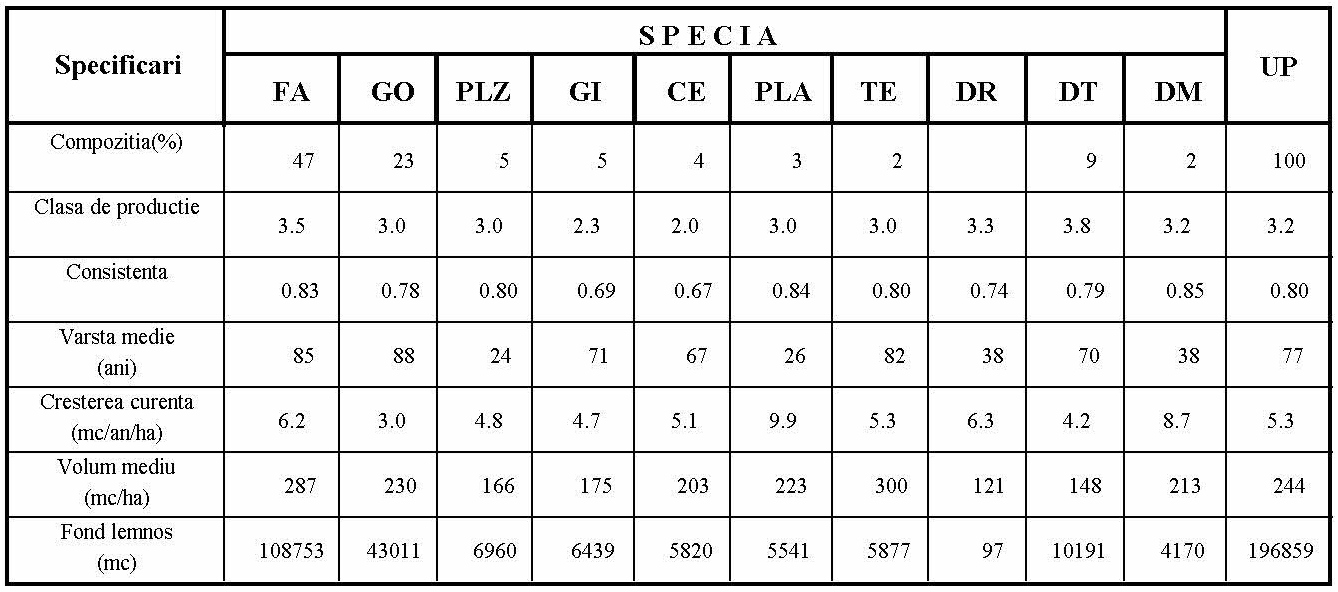 Specificari S P E C I A UP
FA GO PLZ GI CE PLA TE DR DT DM
Compozitia(%) 47 23 5 5 4 3 2 9 2 100
Clasa de productie 3.5 3.0 3.0 2.3 2.0 3.0 3.0 3.3 3.8 3.2 3.2
Consistenta 0.83 0.78 0.80 0.69 0.67 0.84 0.80 0.74 0.79 0.85 0.80
Varsta medie
(ani) 85 88 24 71 67 26 82 38 70 38 77
Cresterea curenta
(mc/an/ha) 6.2 3.0 4.8 4.7 5.1 9.9 5.3 6.3 4.2 8.7 5.3
Volum mediu
(mc/ha) 287 230 166 175 203 223 300 121 148 213 244
Fond lemnos
(mc) 108753 43011 6960 6439 5820 5541 5877 97 10191 4170 196859